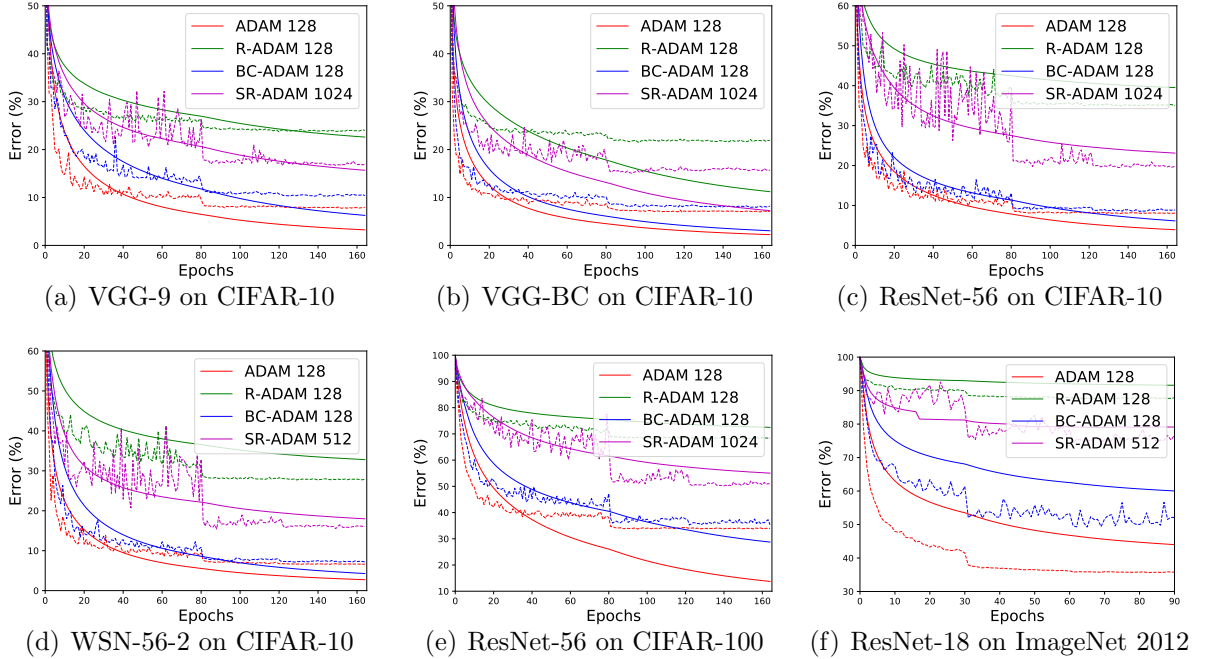 50
40
30
20
10
0
Error (%)
ADAM 128
R-ADAM 128
BC-ADAM 128
SR-ADAM 1024
0 20 40 60 80 100 120 140 160
Epochs
(a) VGG-9 on CIFAR-10
50
40
30
20
10
0
Error (%)
ADAM 128
R-ADAM 128
BC-ADAM 128
SR-ADAM 1024
0 20 40 60 80 100 120 140 160
Epochs
(b) VGG-BC on CIFAR-10
60
50
40
30
20
10
0
Error (%)
ADAM 128
R-ADAM 128
BC-ADAM 128
SR-ADAM 1024
0 20 40 60 80 100 120 140 160
Epochs
(c) ResNet-56 on CIFAR-10
60
50
40
30
20
10
0
Error (%)
ADAM 128
R-ADAM 128
BC-ADAM 128
SR-ADAM 512
0 20 40 60 80 100 120 140 160
Epochs
(d) WSN-56-2 on CIFAR-10
100
90
80
70
60
50
40
30
20
10
Error (%)
ADAM 128
R-ADAM 128
BC-ADAM 128
SR-ADAM 1024
0 20 40 60 80 100 120 140 160
Epochs
(e) ResNet-56 on CIFAR-100
100
90
80
70
60
50
40
30
Error (%)
ADAM 128
R-ADAM 128
BC-ADAM 128
SR-ADAM 512
0 10 20 30 40 50 60 70 80 90
Epochs
(f) ResNet-18 on ImageNet 2012